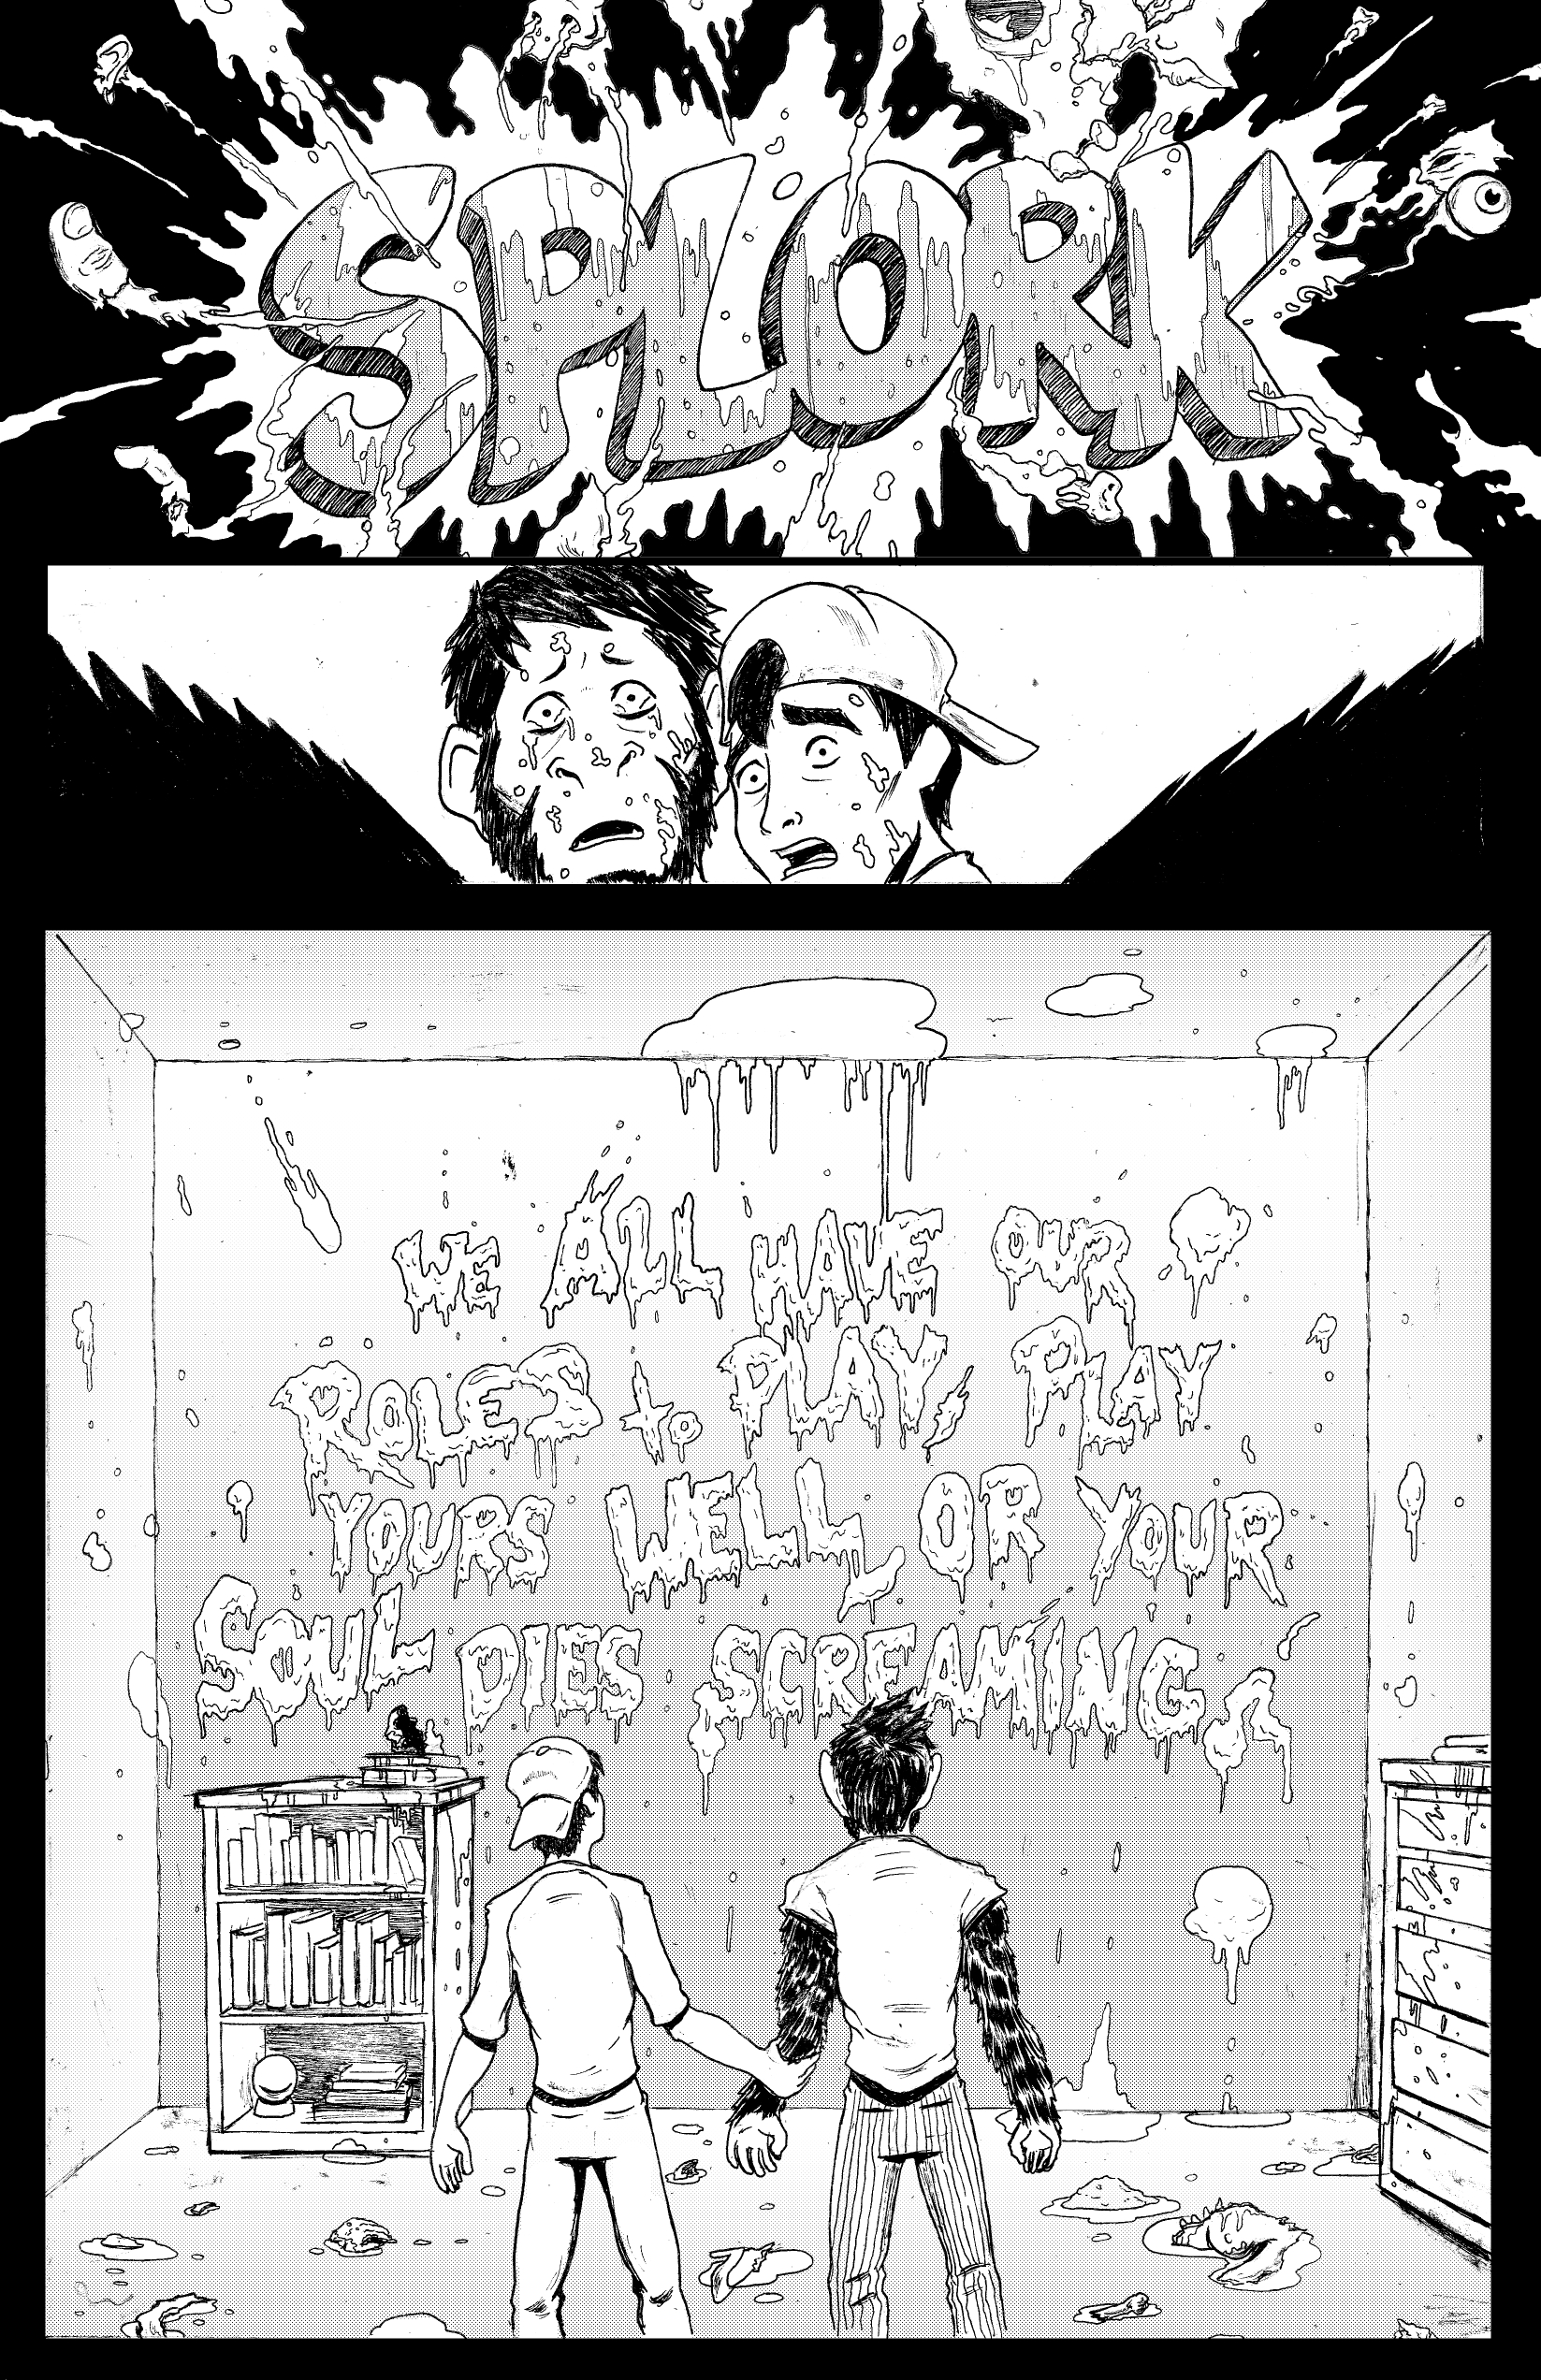 SPLORK
WE ALL HAVE OUR
ROLES to PLAY, PLAY
YOURS WELL OR YOUR
SOUL DIES SCREAMING